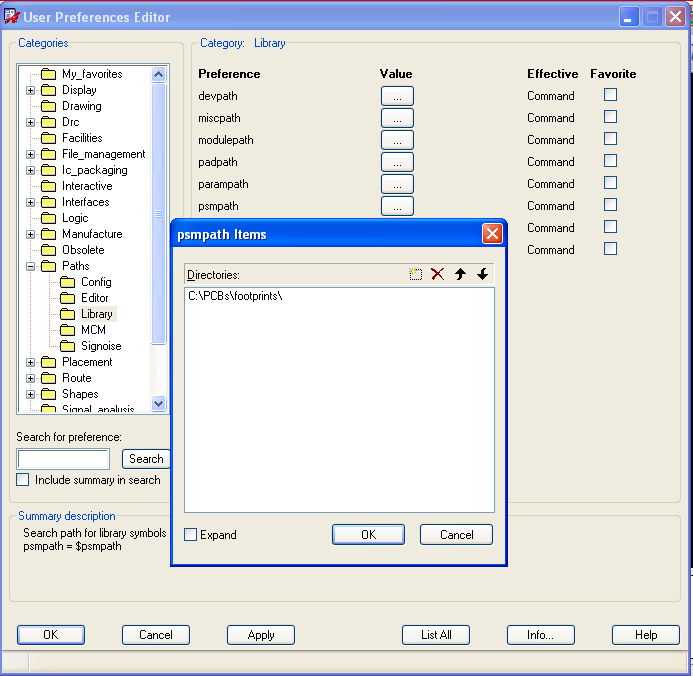 User Preferences Editor
Categories
My_favorites
Display
Drawing
Drc
Facilities
File_management
Ic_packaging
Interactive
Interfaces
Logic
Manufacture
Obsolete
Paths
Config
Editor
Library
MCM
Signoise
Placement
Route
Shapes
Signal_analysis
Search for preference:
Search
Include summary in search
Category: Library
Preference Value Effective Favorite
devpath ... Command
miscpath ... Command
modulepath ... Command
padpath ... Command
parampath ... Command
psmpath ... Command
Command
Command
psmpath Items
Directories:
C:\PCBs\footprints\
Expand
OK Cancel
Summary description
Search path for library symbols
psmpath = $psmpath
OK Cancel Apply List All Info... Help